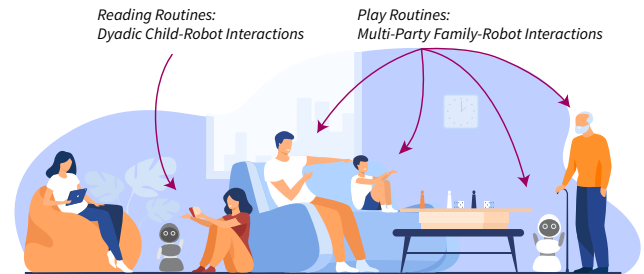 Reading Routines:
Dyadic Child-Robot Interactions
Play Routines:
Multi-Party Family-Robot Interactions